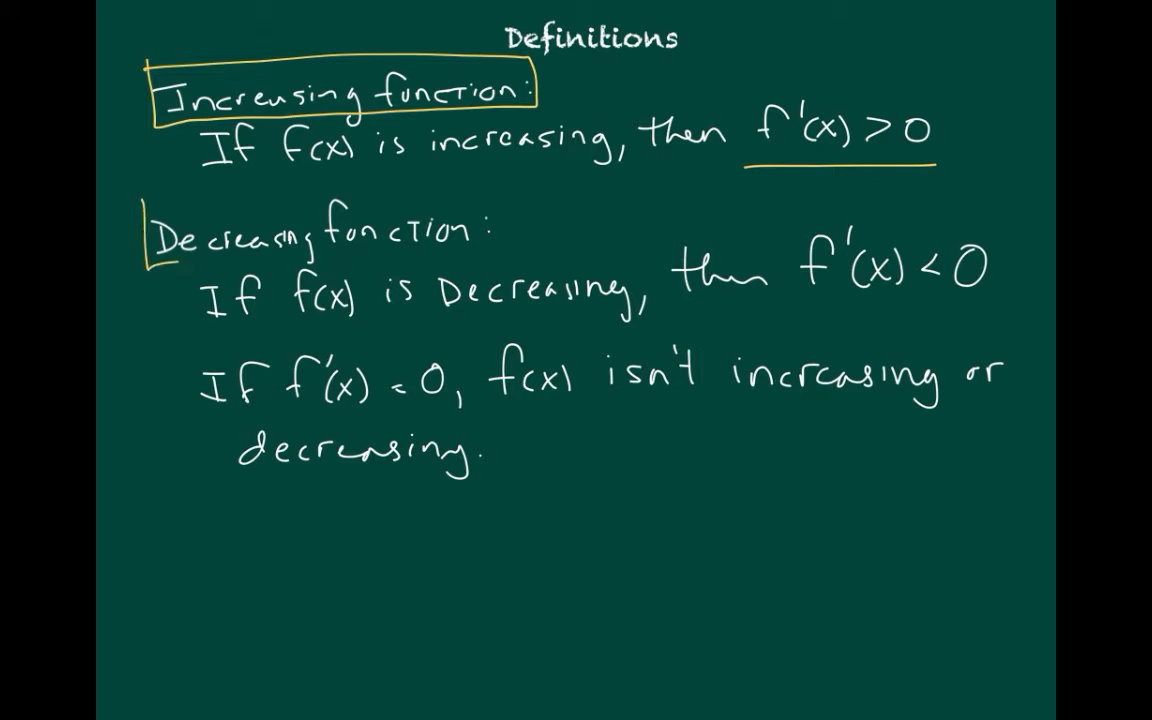 Definitions
Increasing function:
If f(x) is increasing, then f'(x) > 0
Decreasing function:
If f(x) is Decreasing, then f'(x) < 0
If f'(x) = 0, f(x) isn't increasing or
decreasing.